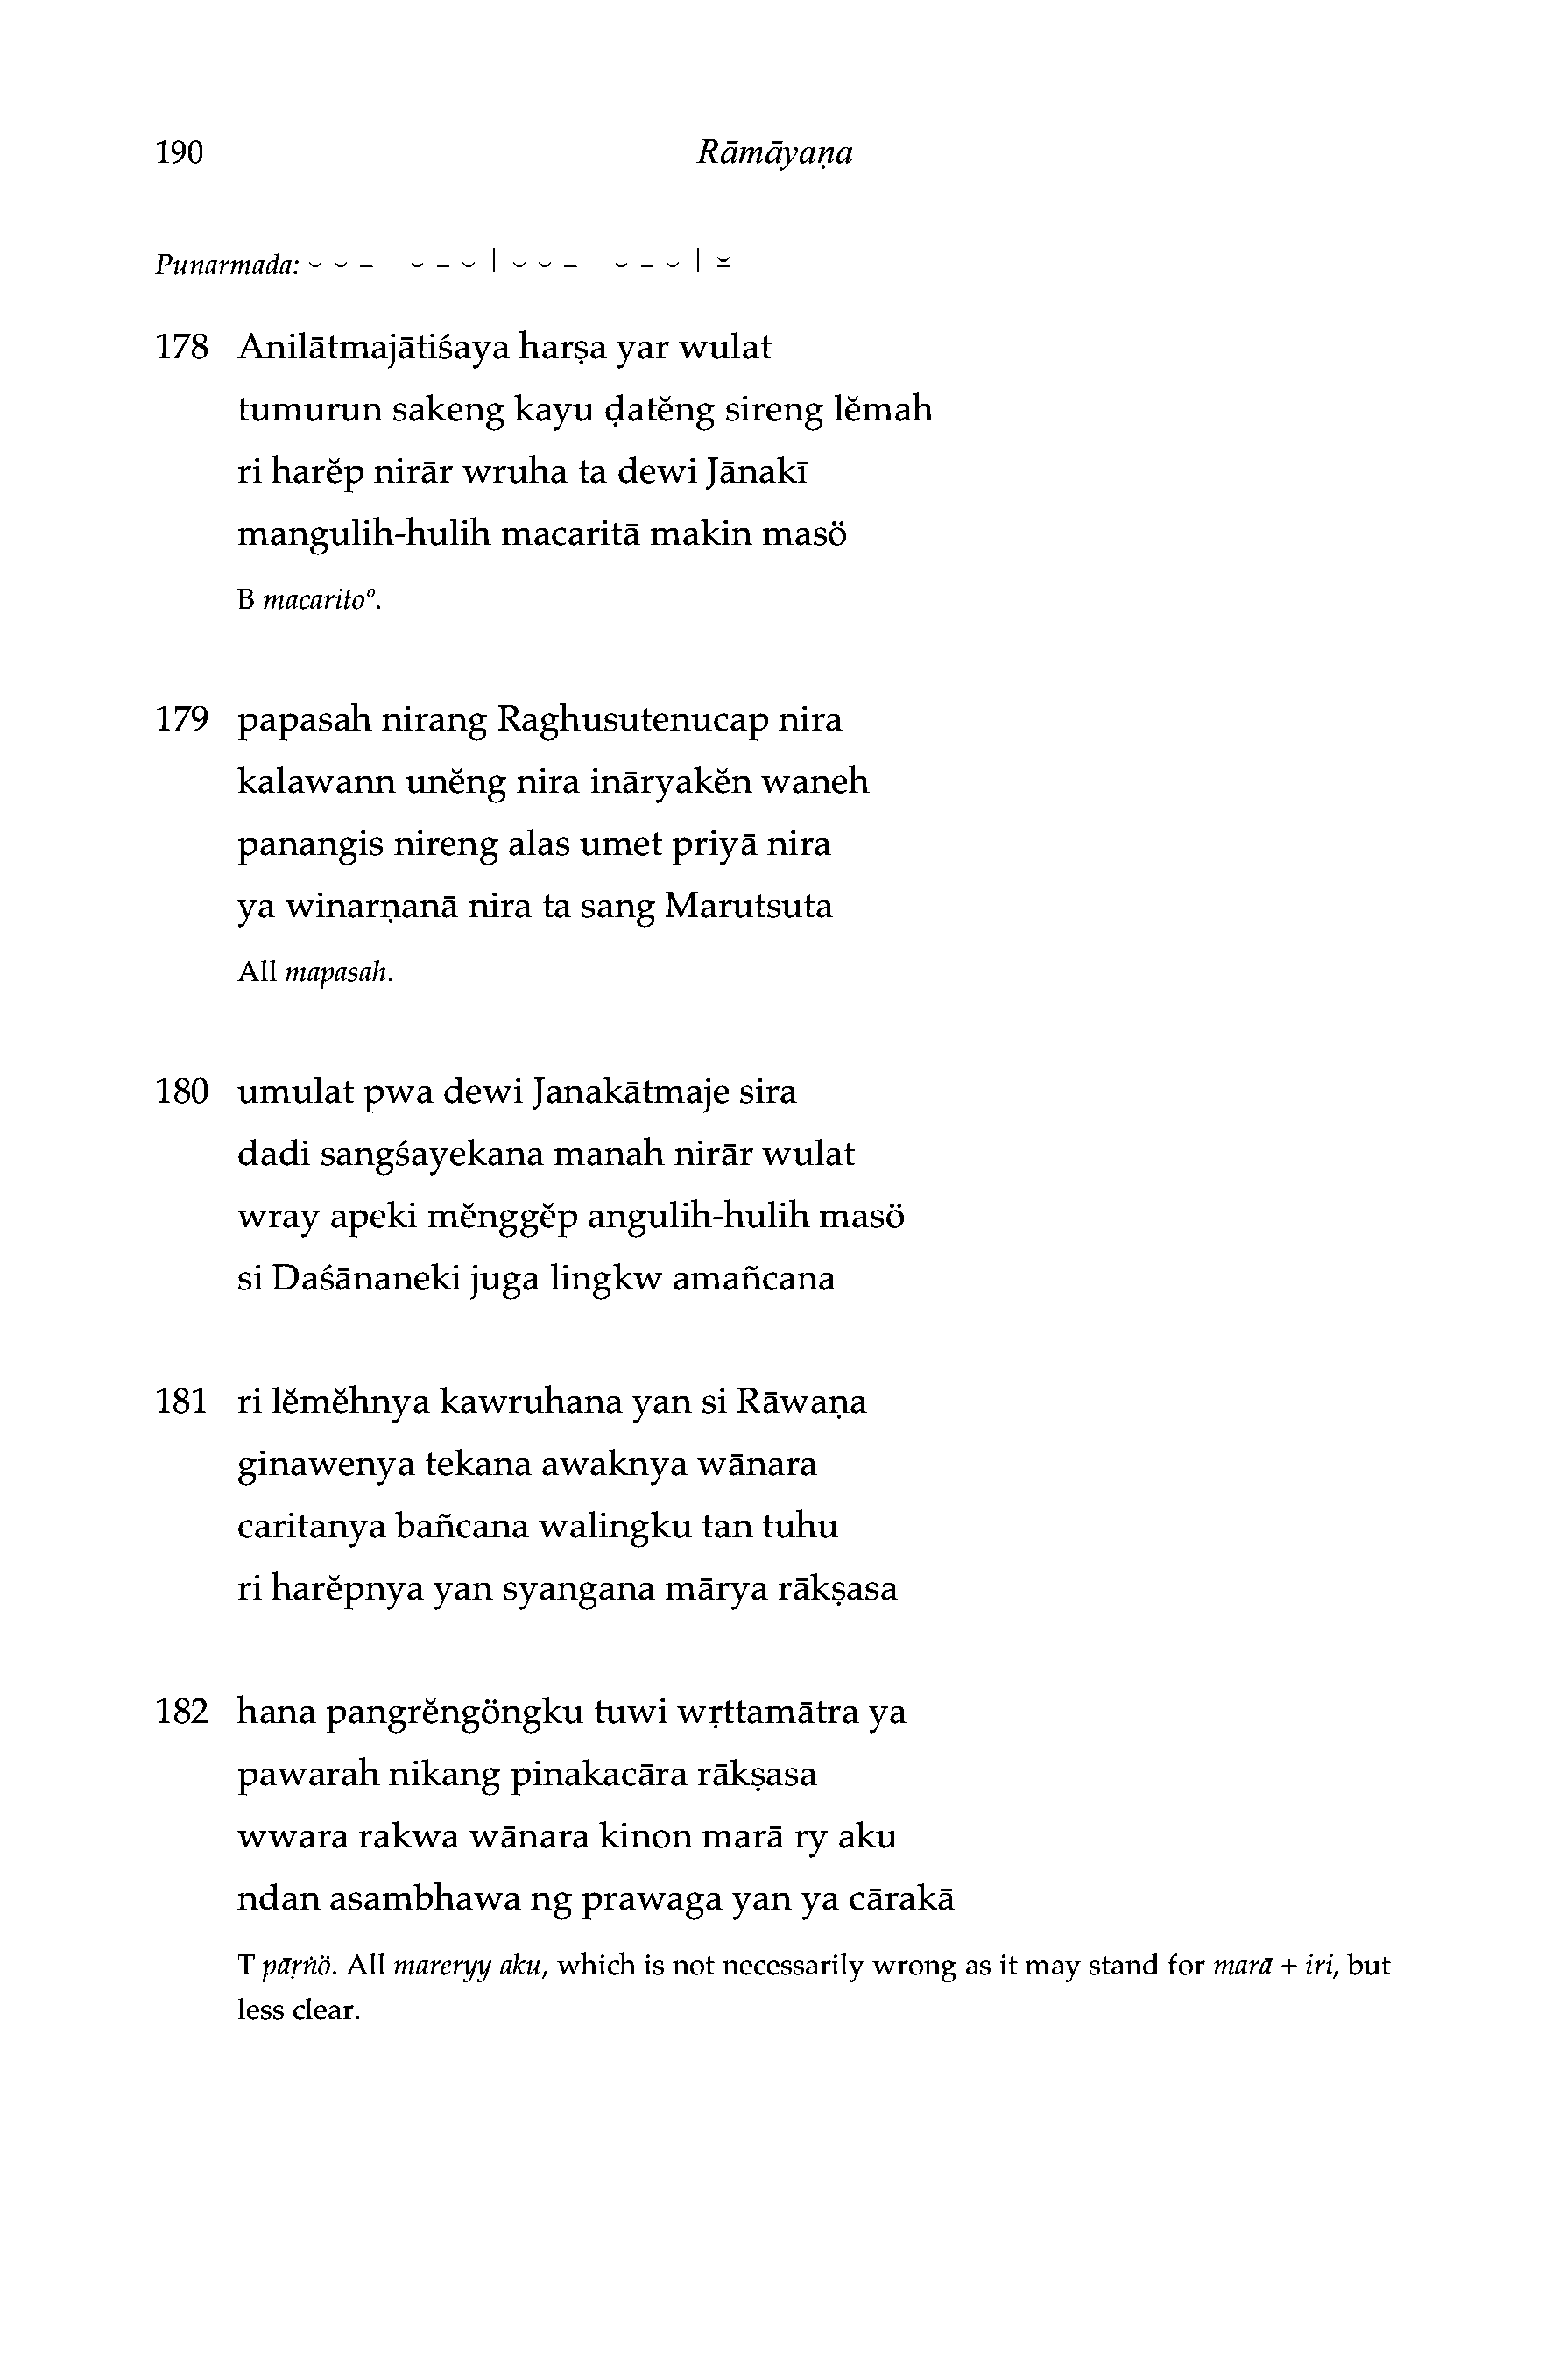 190 Rāmāyaṇa
Punarmada: ⏑ ⏑ – | ⏑ – ⏑ | ⏑ ⏑ – | ⏑ – ⏑ | ⏓
178 Anilātmajātiśaya harṣa yar wulat
tumurun sakeng kayu ḍatĕng sireng lĕmah
ri harĕp nirār wruha ta dewi Jānakī
mangulih-hulih macaritā makin masö
B macarito°.
179 papasah nirang Raghusutenucap nira
kalawann unĕng nira ināryakĕn waneh
panangis nireng alas umet priyā nira
ya winarṇanā nira ta sang Marutsuta
All mapasah.
180 umulat pwa dewi Janakātmaje sira
dadi sangśayekana manah nirār wulat
wray apeki mĕnggĕp angulih-hulih masö
si Daśānaneki juga lingkw amañcana
181 ri lĕmĕhnya kawruhana yan si Rāwaṇa
ginawenya tekana awaknya wānara
caritanya bañcana walingku tan tuhu
ri harĕpnya yan syangana mārya rākṣasa
182 hana pangrĕngöngku tuwi wṛttamātra ya
pawarah nikang pinakacāra rākṣasa
wwara rakwa wānara kinon marā ry aku
ndan asambhawa ng prawaga yan ya cārakā
T pāṛṅö. All mareryy aku, which is not necessarily wrong as it may stand for marā + iri, but
less clear.